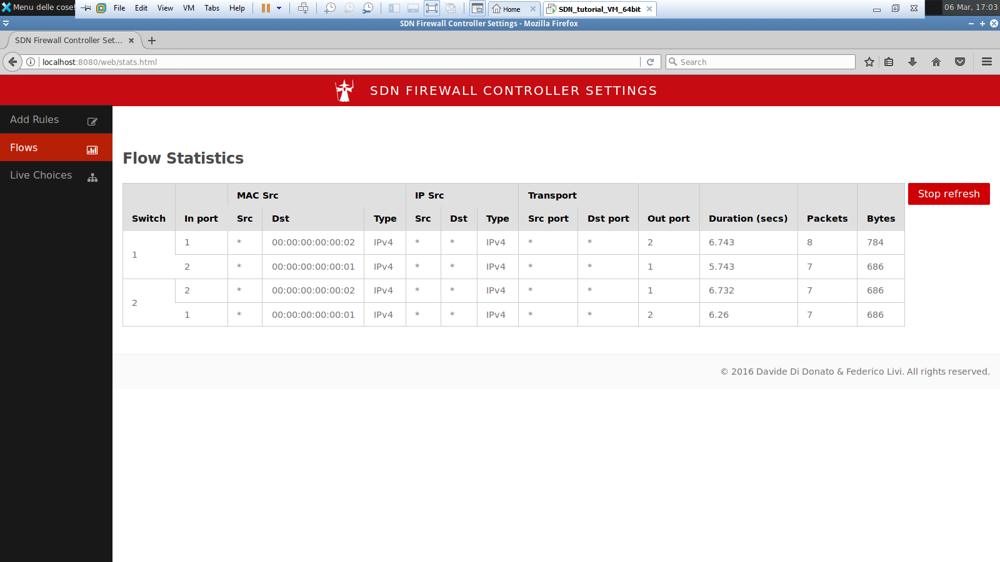 Menu delle cose!
File Edit View VM Tabs Help
Home
SDN_tutorial_VM_64bit
06 Mar, 17:03
SDN Firewall Controller Settings - Mozilla Firefox
SDN Firewall Controller Set...
localhost:8080/web/stats.html
Search
SDN FIREWALL CONTROLLER SETTINGS
Add Rules
Flows
Live Choices
Flow Statistics
Stop refresh
MAC Src IP Src Transport
Switch In port Src Dst Type Src Dst Type Src port Dst port Out port Duration (secs) Packets Bytes
1 1 * 00:00:00:00:00:02 IPv4 * * IPv4 * * 2 6.743 8 784
2 * 00:00:00:00:00:01 IPv4 * * IPv4 * * 1 5.743 7 686
2 2 * 00:00:00:00:00:02 IPv4 * * IPv4 * * 1 6.732 7 686
1 * 00:00:00:00:00:01 IPv4 * * IPv4 * * 2 6.26 7 686
© 2016 Davide Di Donato & Federico Livi. All rights reserved.